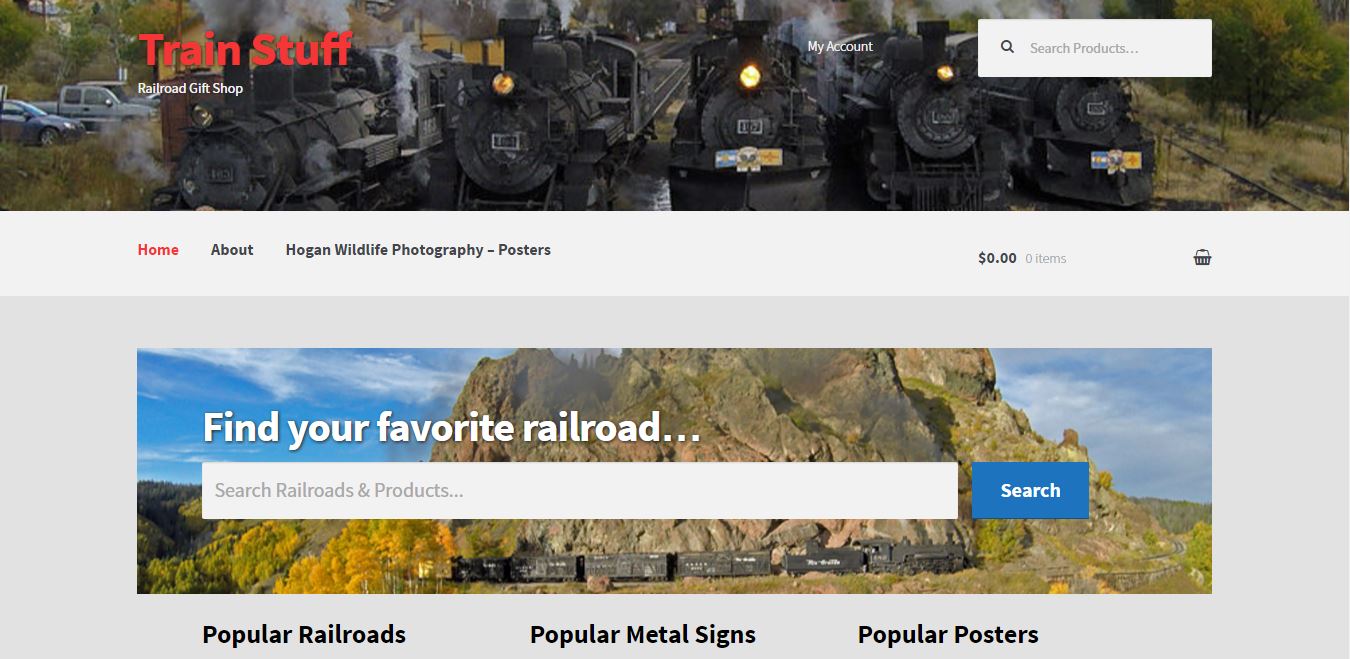 Train Stuff
Railroad Gift Shop
My Account
Search Products…
Home
About
Hogan Wildlife Photography – Posters
$0.00 0 items
Find your favorite railroad…
Search Railroads & Products...
Search
Popular Railroads
Popular Metal Signs
Popular Posters